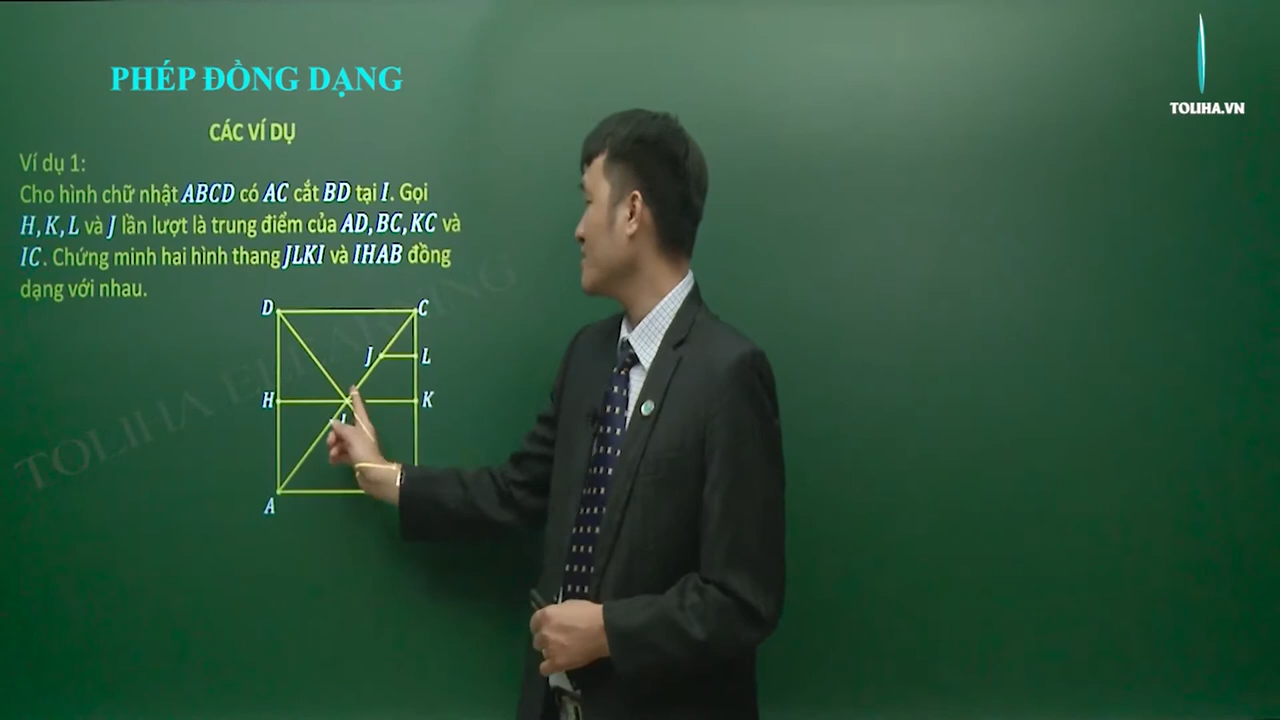 TOLIHA.VN
PHÉP ĐỒNG DẠNG
CÁC VÍ DỤ
Ví dụ 1:
Cho hình chữ nhật ABCD có AC cắt BD tại I. Gọi
H, K, L và J lần lượt là trung điểm của AD, BC, KC và
IC. Chứng minh hai hình thang JLKI và IHAB đồng
dạng với nhau.
D C
J L
H K
I
A
TOLIHA ELEARNING